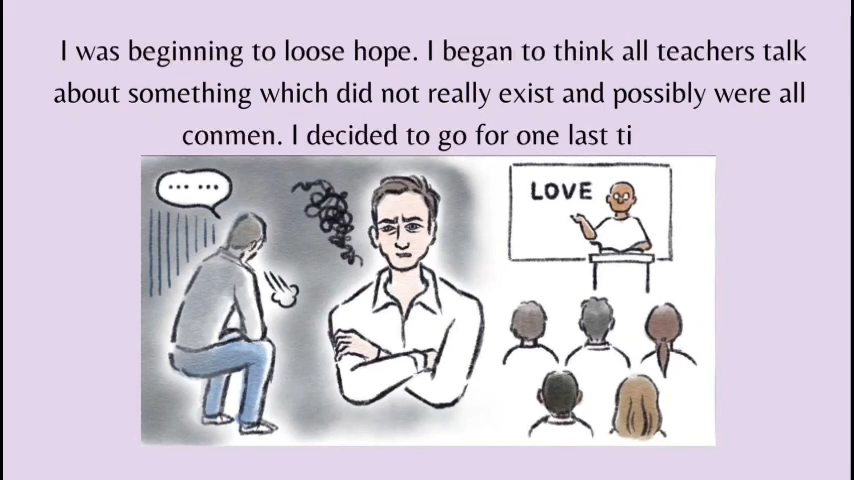 I was beginning to loose hope. I began to think all teachers talk
about something which did not really exist and possibly were all
conmen. I decided to go for one last ti
... ...
LOVE